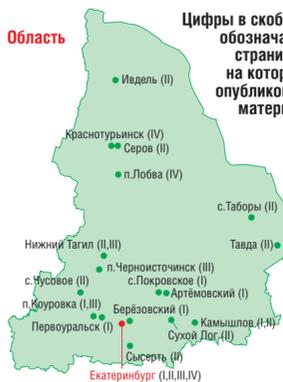 Область
Цифры в скоб
обознача
страни
на котор
опубликов
матери
Ивдель (II)
Краснотурьинск (IV)
Серов (II)
п.Лобва (IV)
с.Таборы (II)
Тавда (II)
Нижний Тагил (II,III)
п.Черноисточинск (III)
с.Чусовое (II)
с.Покровское (I)
Артёмовский (I)
п.Коуровка (I,III)
Берёзовский (I)
Камышлов (I,II)
Первоуральск (I)
Сухой Лог (II)
Сысерть (II)
Екатеринбург (I,II,III,IV)